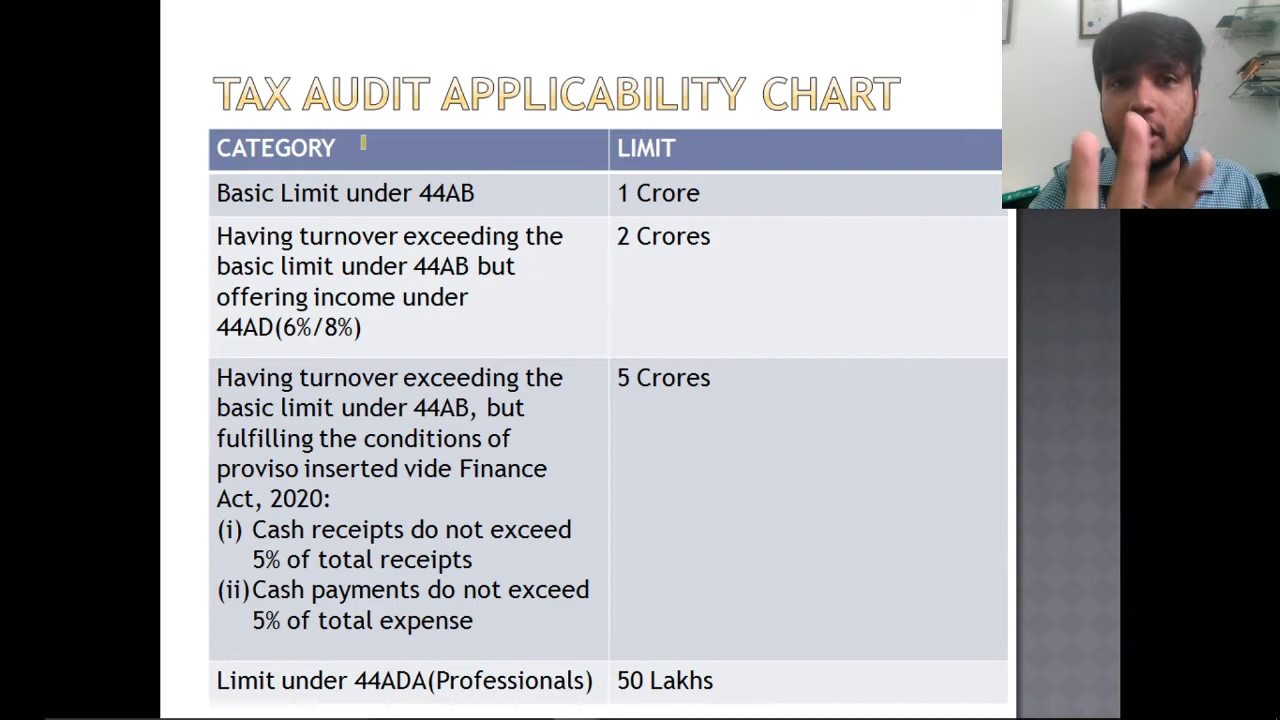 TAX AUDIT APPLICABILITY CHART
CATEGORY LIMIT
Basic Limit under 44AB 1 Crore
Having turnover exceeding the 2 Crores
basic limit under 44AB but
offering income under
44AD(6%/8%)
Having turnover exceeding the 5 Crores
basic limit under 44AB, but
fulfilling the conditions of
proviso inserted vide Finance
Act, 2020:
(i) Cash receipts do not exceed
5% of total receipts
(ii) Cash payments do not exceed
5% of total expense
Limit under 44ADA(Professionals) 50 Lakhs